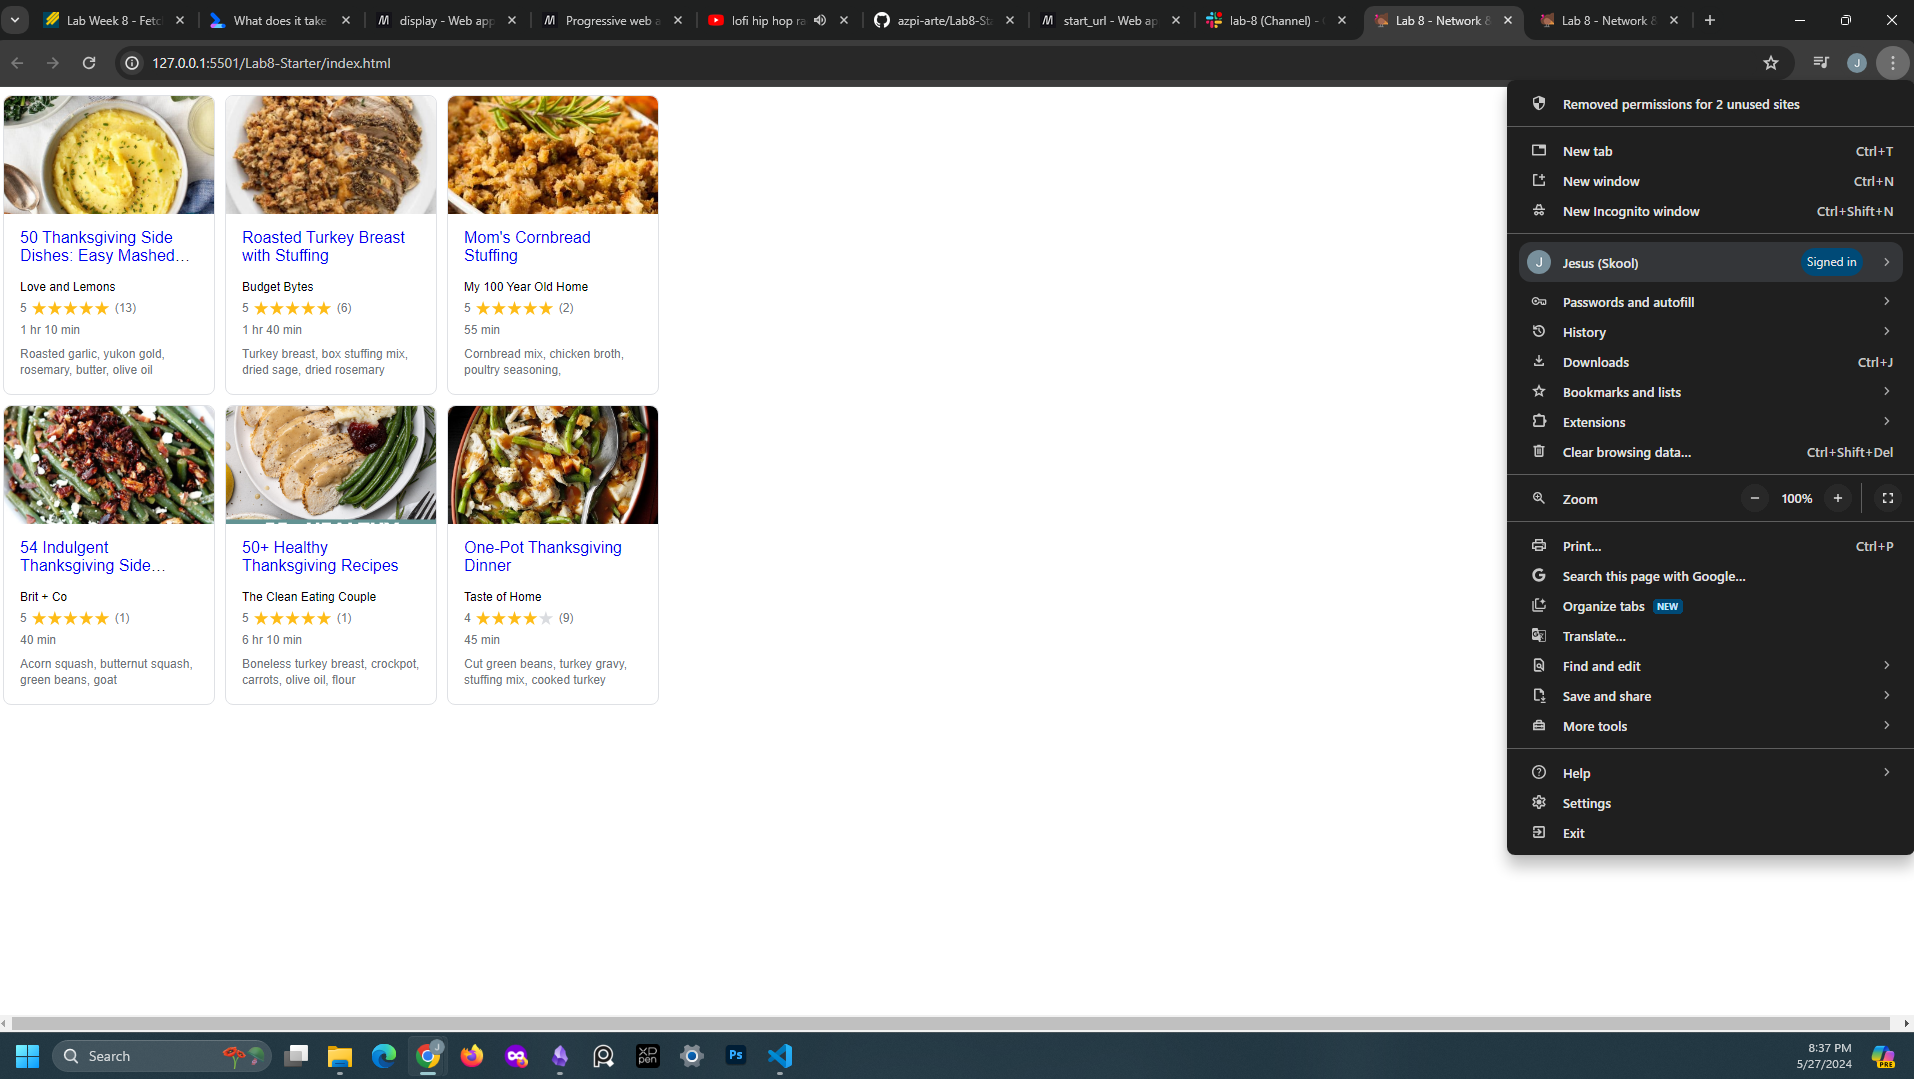 Lab Week 8 - Fetc
What does it take
display - Web app
Progressive web a
lofi hip hop ra
azpi-arte/Lab8-Sta
start_url - Web ap
lab-8 (Channel) -
Lab 8 - Network &
Lab 8 - Network &
127.0.0.1:5501/Lab8-Starter/index.html
J
50 Thanksgiving Side
Dishes: Easy Mashed…
Love and Lemons
5 (13)
1 hr 10 min
Roasted garlic, yukon gold,
rosemary, butter, olive oil
Roasted Turkey Breast
with Stuffing
Budget Bytes
5 (6)
1 hr 40 min
Turkey breast, box stuffing mix,
dried sage, dried rosemary
Mom's Cornbread
Stuffing
My 100 Year Old Home
5 (2)
55 min
Cornbread mix, chicken broth,
poultry seasoning,
54 Indulgent
Thanksgiving Side…
Brit + Co
5 (1)
40 min
Acorn squash, butternut squash,
green beans, goat
50+ Healthy
Thanksgiving Recipes
The Clean Eating Couple
5 (1)
6 hr 10 min
Boneless turkey breast, crockpot,
carrots, olive oil, flour
One-Pot Thanksgiving
Dinner
Taste of Home
4 (9)
45 min
Cut green beans, turkey gravy,
stuffing mix, cooked turkey
Removed permissions for 2 unused sites
New tab Ctrl+T
New window Ctrl+N
New Incognito window Ctrl+Shift+N
J Jesus (Skool) Signed in
Passwords and autofill
History
Downloads Ctrl+J
Bookmarks and lists
Extensions
Clear browsing data... Ctrl+Shift+Del
Zoom − 100% +
Print... Ctrl+P
Search this page with Google...
Organize tabs NEW
Translate...
Find and edit
Save and share
More tools
Help
Settings
Exit
Search
J
XP
pen
Ps
8:37 PM
5/27/2024
PRE